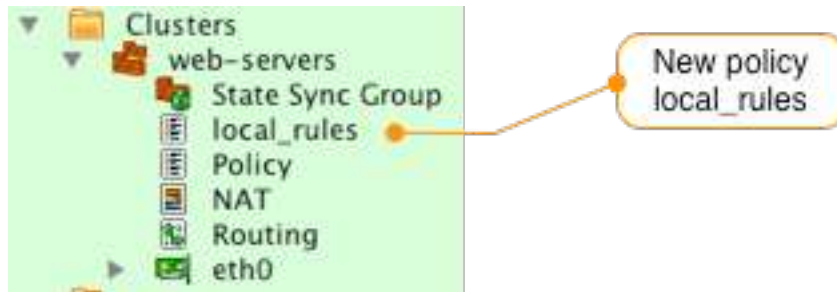 Clusters
web-servers
State Sync Group
local_rules
Policy
NAT
Routing
eth0
New policy
local_rules